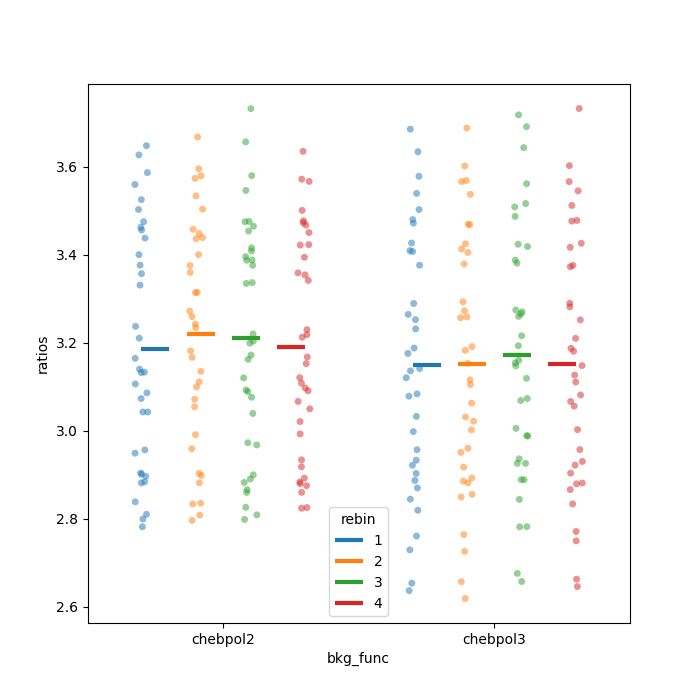 3.6
3.4
3.2
3.0
2.8
2.6
ratios
rebin
1
2
3
4
chebpol2
chebpol3
bkg_func